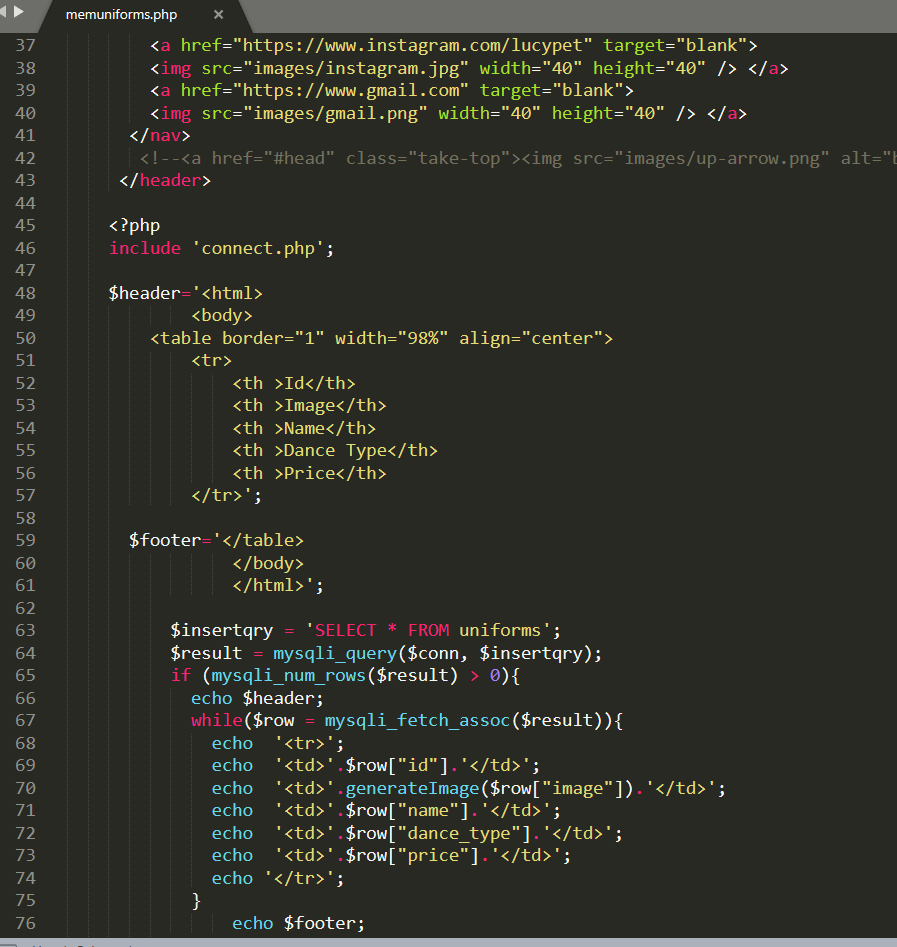 memuniforms.php ×
37 <a href="https://www.instagram.com/lucypet" target="blank">
38 <img src="images/instagram.jpg" width="40" height="40" /> </a>
39 <a href="https://www.gmail.com" target="blank">
40 <img src="images/gmail.png" width="40" height="40" /> </a>
41 </nav>
42 <!--<a href="#head" class="take-top"><img src="images/up-arrow.png" alt="b
43 </header>
44
45 <?php
46 include 'connect.php';
47
48 $header='<html>
49 <body>
50 <table border="1" width="98%" align="center">
51 <tr>
52 <th >Id</th>
53 <th >Image</th>
54 <th >Name</th>
55 <th >Dance Type</th>
56 <th >Price</th>
57 </tr>';
58
59 $footer='</table>
60 </body>
61 </html>';
62
63 $insertqry = 'SELECT * FROM uniforms';
64 $result = mysqli_query($conn, $insertqry);
65 if (mysqli_num_rows($result) > 0){
66 echo $header;
67 while($row = mysqli_fetch_assoc($result)){
68 echo  '<tr>';
69 echo  '<td>'.$row["id"].'</td>';
70 echo  '<td>'.generateImage($row["image"]).'</td>';
71 echo  '<td>'.$row["name"].'</td>';
72 echo  '<td>'.$row["dance_type"].'</td>';
73 echo  '<td>'.$row["price"].'</td>';
74 echo '</tr>';
75 }
76 echo $footer;